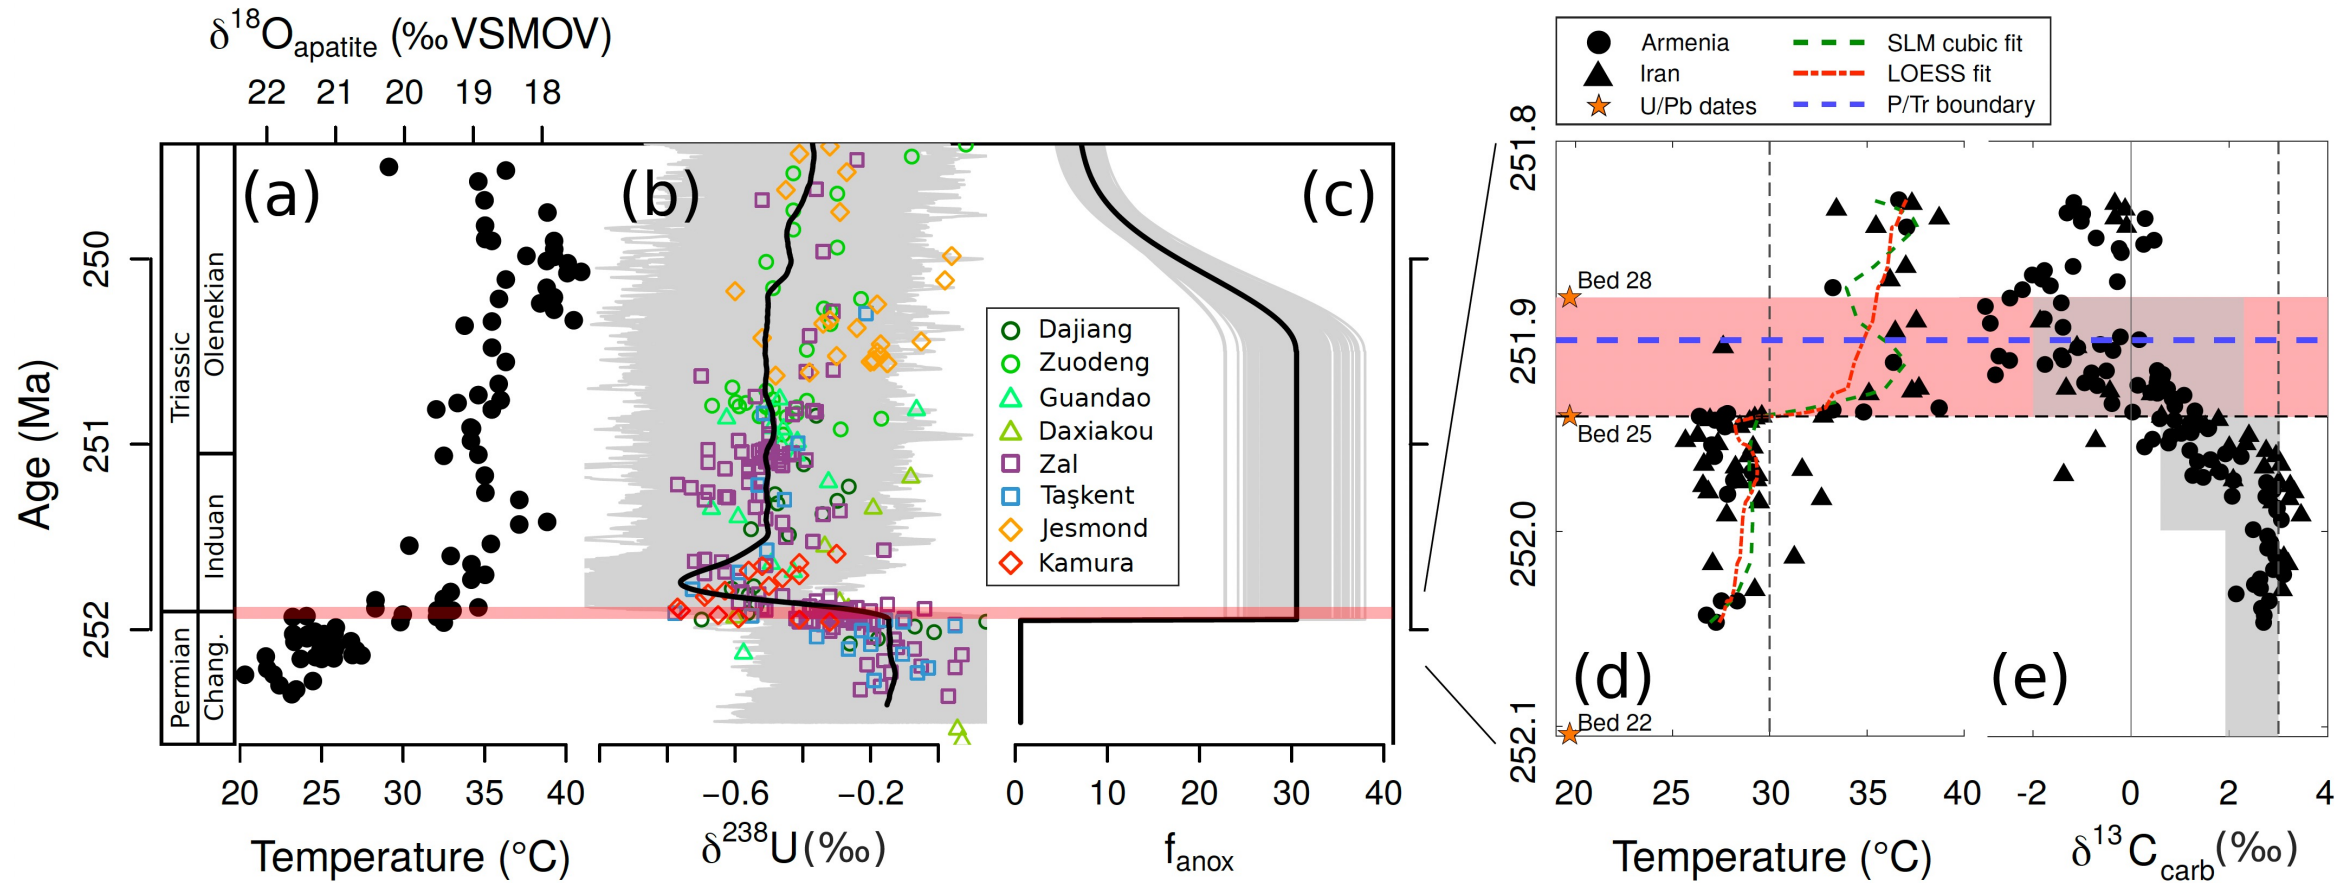 δ18Oapatite (‰VSMOV)
22 21 20 19 18
Armenia
Iran
U/Pb dates
SLM cubic fit
LOESS fit
P/Tr boundary
(a)
(b)
(c)
(d)
(e)
Age (Ma)
250
251
252
Triassic
Permian
Olenekian
Induan
Chang.
Dajiang
Zuodeng
Guandao
Daxiakou
Zal
Taşkent
Jesmond
Kamura
251.8
251.9
252.0
252.1
Bed 28
Bed 25
Bed 22
20 25 30 35 40
−0.6 −0.2
0 10 20 30 40
20 25 30 35 40
-2 0 2 4
Temperature (°C)
δ238U(‰)
fanox
Temperature (°C)
δ13Ccarb(‰)